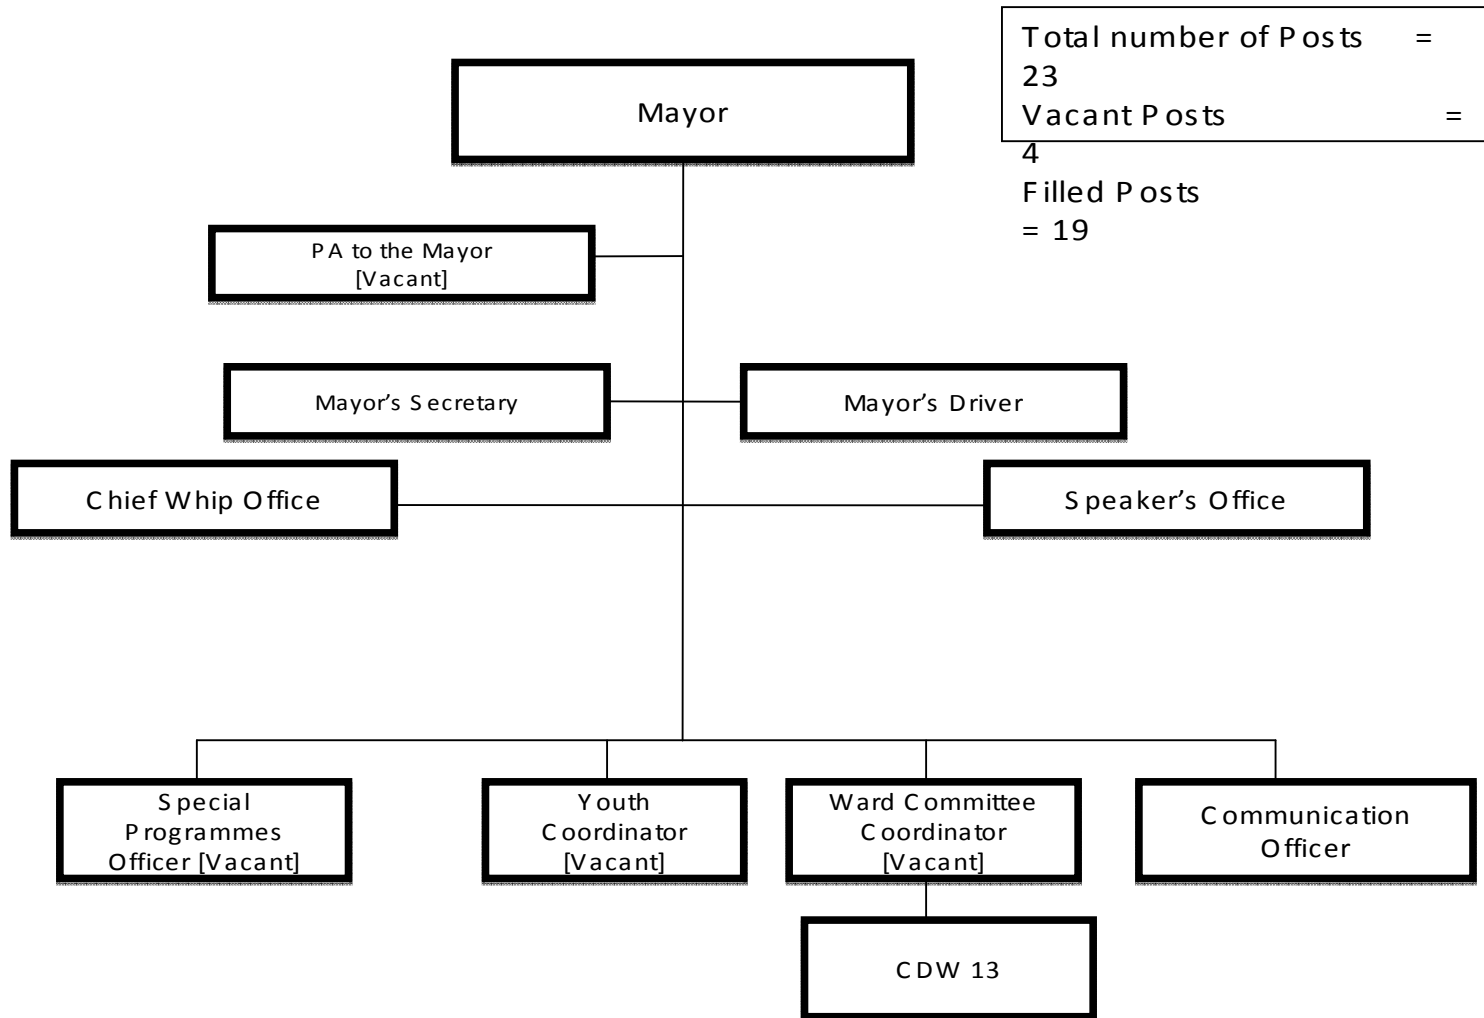 Total number of Posts =
23
Vacant Posts =
4
Filled Posts
= 19
Mayor
PA to the Mayor
[Vacant]
Mayor’s Secretary
Mayor’s Driver
Chief Whip Office
Speaker’s Office
Special
Programmes
Officer [Vacant]
Youth
Coordinator
[Vacant]
Ward Committee
Coordinator
[Vacant]
Communication
Officer
CDW 13